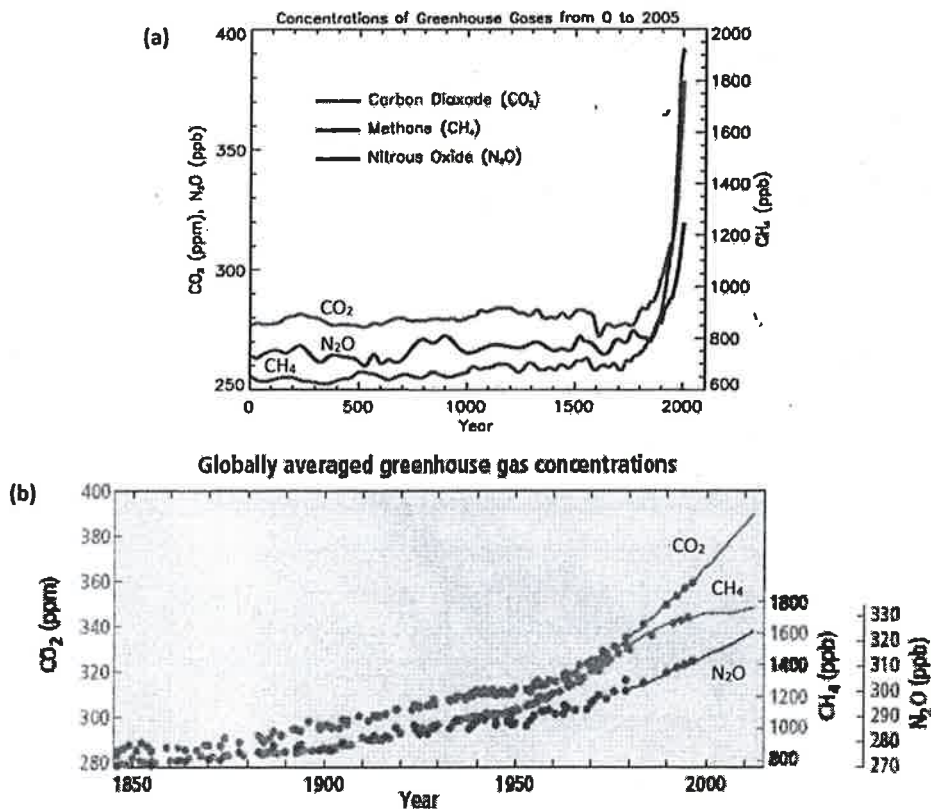 Concentrations of Greenhouse Gases from 0 to 2005
(a)
400
350
300
250
CO₂ (ppm), N₂O (ppb)
Carbon Dioxide (CO₂)
Methane (CH₄)
Nitrous Oxide (N₂O)
CO₂
N₂O
CH₄
2000
1800
1600
1400
1200
1000
800
600
CH₄ (ppb)
0 500 1000 1500 2000
Year
Globally averaged greenhouse gas concentrations
(b)
400
380
360
340
320
300
280
CO₂ (ppm)
CO₂
CH₄
N₂O
1800
1600
1400
1200
1000
800
CH₄ (ppb)
330
320
310
300
290
280
270
N₂O (ppb)
1850 1900 1950 2000
Year